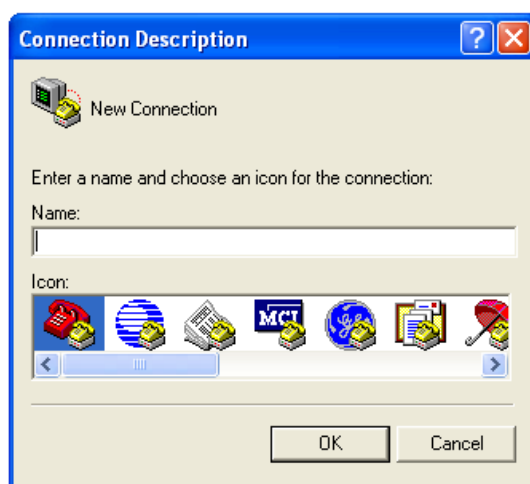 Connection Description
New Connection
Enter a name and choose an icon for the connection:
Name:
Icon:
MCI
OK
Cancel